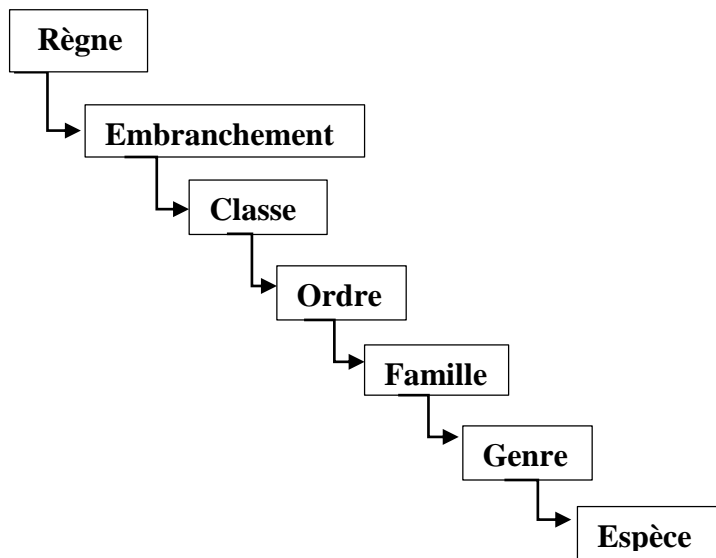 Règne
Embranchement
Classe
Ordre
Famille
Genre
Espèce